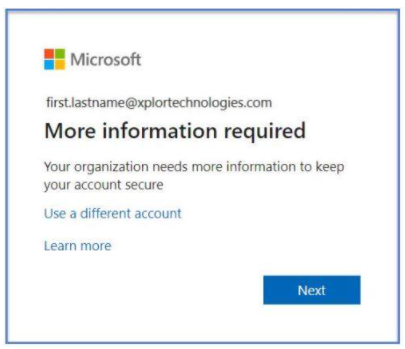 Microsoft
first.lastname@xplortechnologies.com
More information required
Your organization needs more information to keep
your account secure
Use a different account
Learn more
Next